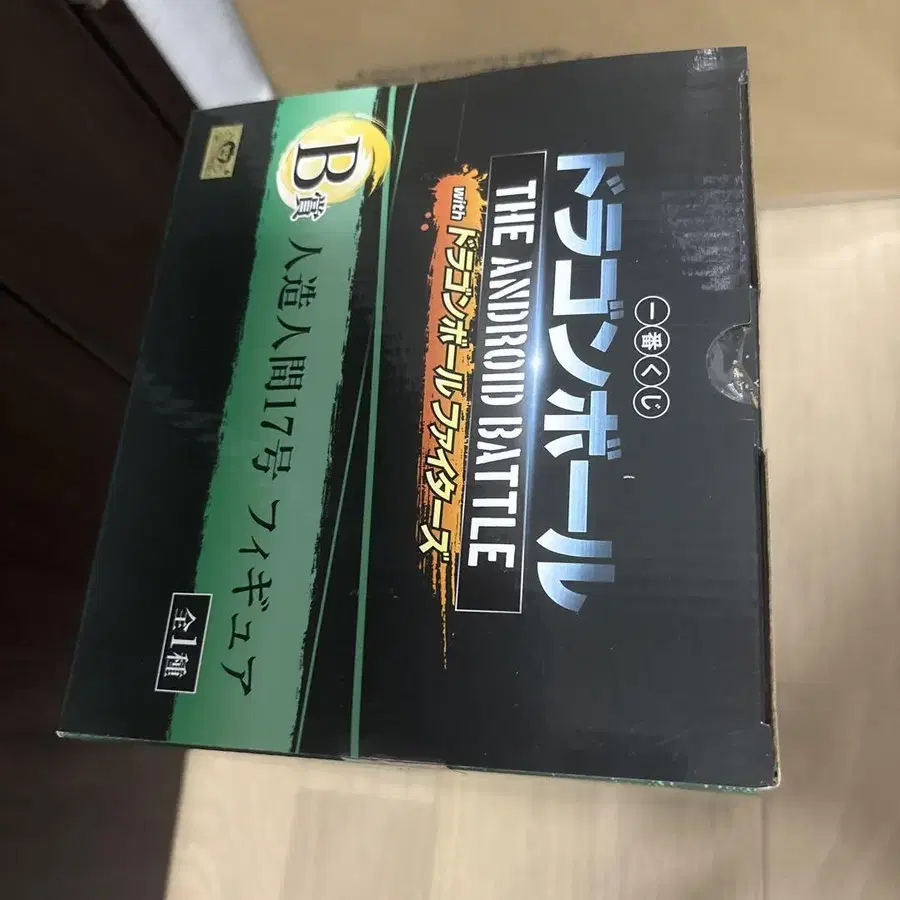 一番くじ
ドラゴンボール
THE ANDROID BATTLE
with ドラゴンボールファイターズ
B賞 人造人間17号 フィギュア
全1種